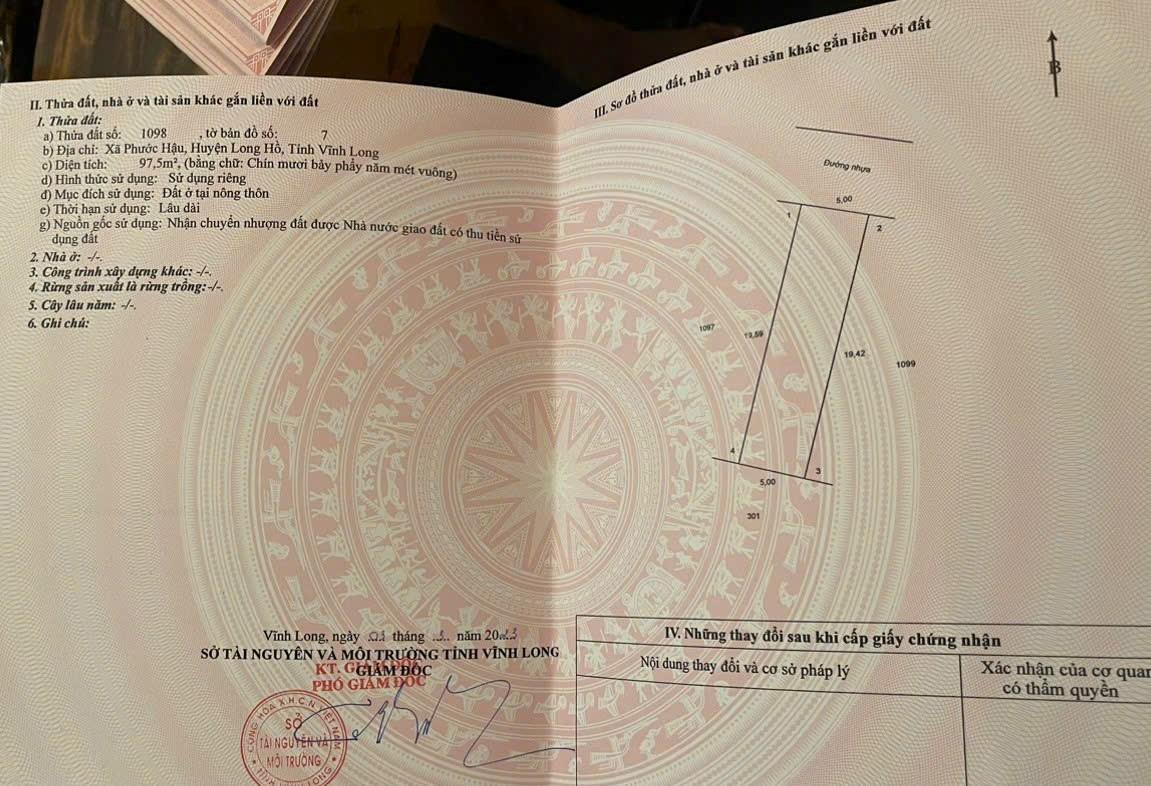 II. Thửa đất, nhà ở và tài sản khác gắn liền với đất
1. Thửa đất:
a) Thửa đất số: 1098 , tờ bản đồ số: 7
b) Địa chỉ: Xã Phước Hậu, Huyện Long Hồ, Tỉnh Vĩnh Long
c) Diện tích: 97,5m², (bằng chữ: Chín mươi bảy phẩy năm mét vuông)
d) Hình thức sử dụng: Sử dụng riêng
đ) Mục đích sử dụng: Đất ở tại nông thôn
e) Thời hạn sử dụng: Lâu dài
g) Nguồn gốc sử dụng: Nhận chuyển nhượng đất được Nhà nước giao đất có thu tiền sử
dụng đất
2. Nhà ở: -/-.
3. Công trình xây dựng khác: -/-.
4. Rừng sản xuất là rừng trồng: -/-.
5. Cây lâu năm: -/-.
6. Ghi chú:
Vĩnh Long, ngày tháng năm 20
SỞ TÀI NGUYÊN VÀ MÔI TRƯỜNG TỈNH VĨNH LONG
KT. GIÁM ĐỐC
GIÁM ĐỐC
PHÓ GIÁM ĐỐC
CỘNG HÒA X.H.C.N VIỆT NAM
SỞ
TÀI NGUYÊN VÀ
MÔI TRƯỜNG
TỈNH VĨNH LONG
III. Sơ đồ thửa đất, nhà ở và tài sản khác gắn liền với đất
B
Đường nhựa
5,00
1
2
1097
19,42
1099
4
3
5,00
301
IV. Những thay đổi sau khi cấp giấy chứng nhận
Nội dung thay đổi và cơ sở pháp lý
Xác nhận của cơ quan
có thẩm quyền